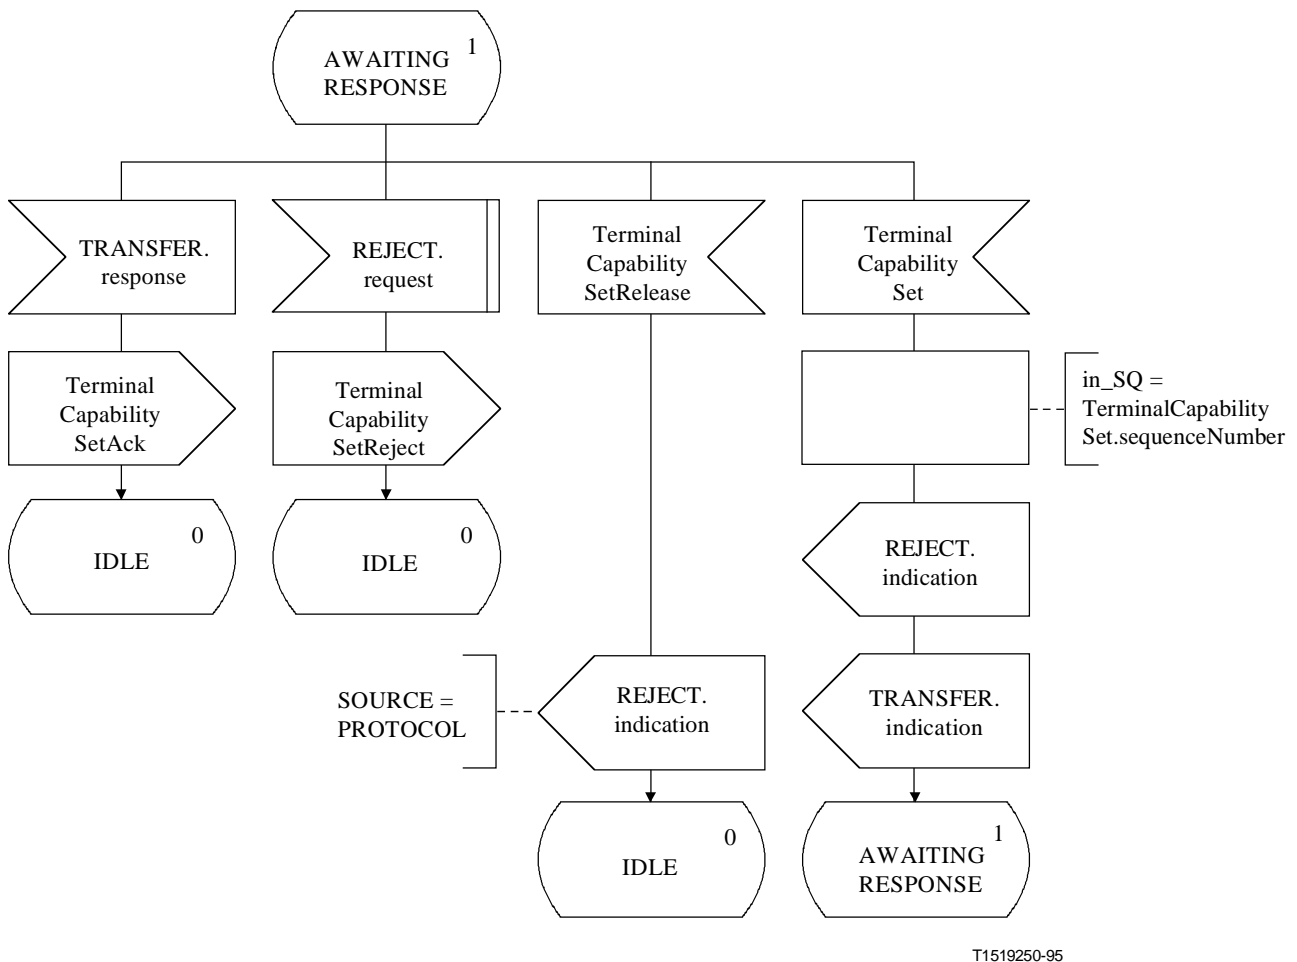 1
AWAITING
RESPONSE
TRANSFER.
response
REJECT.
request
Terminal
Capability
SetRelease
Terminal
Capability
Set
Terminal
Capability
SetAck
Terminal
Capability
SetReject
in_SQ =
TerminalCapability
Set.sequenceNumber
0
IDLE
0
IDLE
REJECT.
indication
SOURCE =
PROTOCOL
REJECT.
indication
TRANSFER.
indication
0
IDLE
1
AWAITING
RESPONSE
T1519250-95